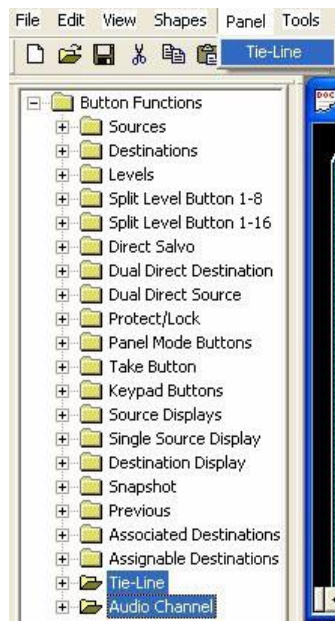 File Edit View Shapes Panel Tools
Tie-Line
DOC
Button Functions
Sources
Destinations
Levels
Split Level Button 1-8
Split Level Button 1-16
Direct Salvo
Dual Direct Destination
Dual Direct Source
Protect/Lock
Panel Mode Buttons
Take Button
Keypad Buttons
Source Displays
Single Source Display
Destination Display
Snapshot
Previous
Associated Destinations
Assignable Destinations
Tie-Line
Audio Channel